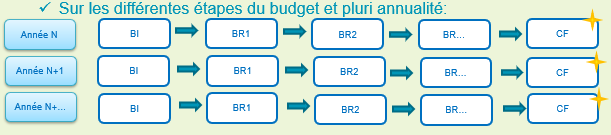 ✓ Sur les différentes étapes du budget et pluri annualité:
Année N BI BR1 BR2 BR... CF
Année N+1 BI BR1 BR2 BR... CF
Année N+... BI BR1 BR2 BR... CF